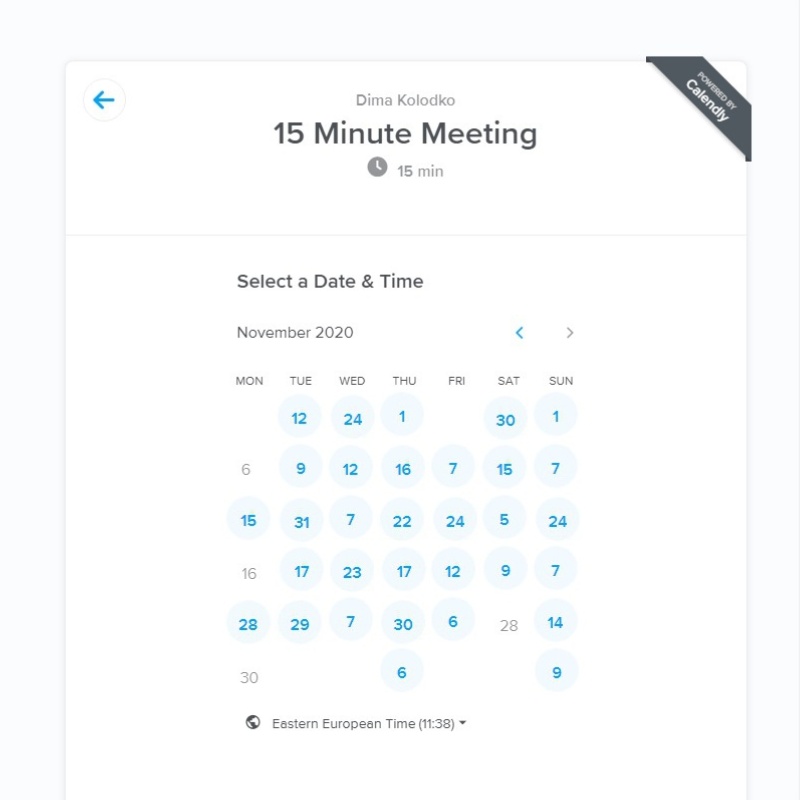 POWERED BY
Calendly
Dima Kolodko
15 Minute Meeting
15 min
Select a Date & Time
November 2020
MON TUE WED THU FRI SAT SUN
12 24 1 30 1
6 9 12 16 7 15 7
15 31 7 22 24 5 24
16 17 23 17 12 9 7
28 29 7 30 6 28 14
30 6 9
Eastern European Time (11:38)